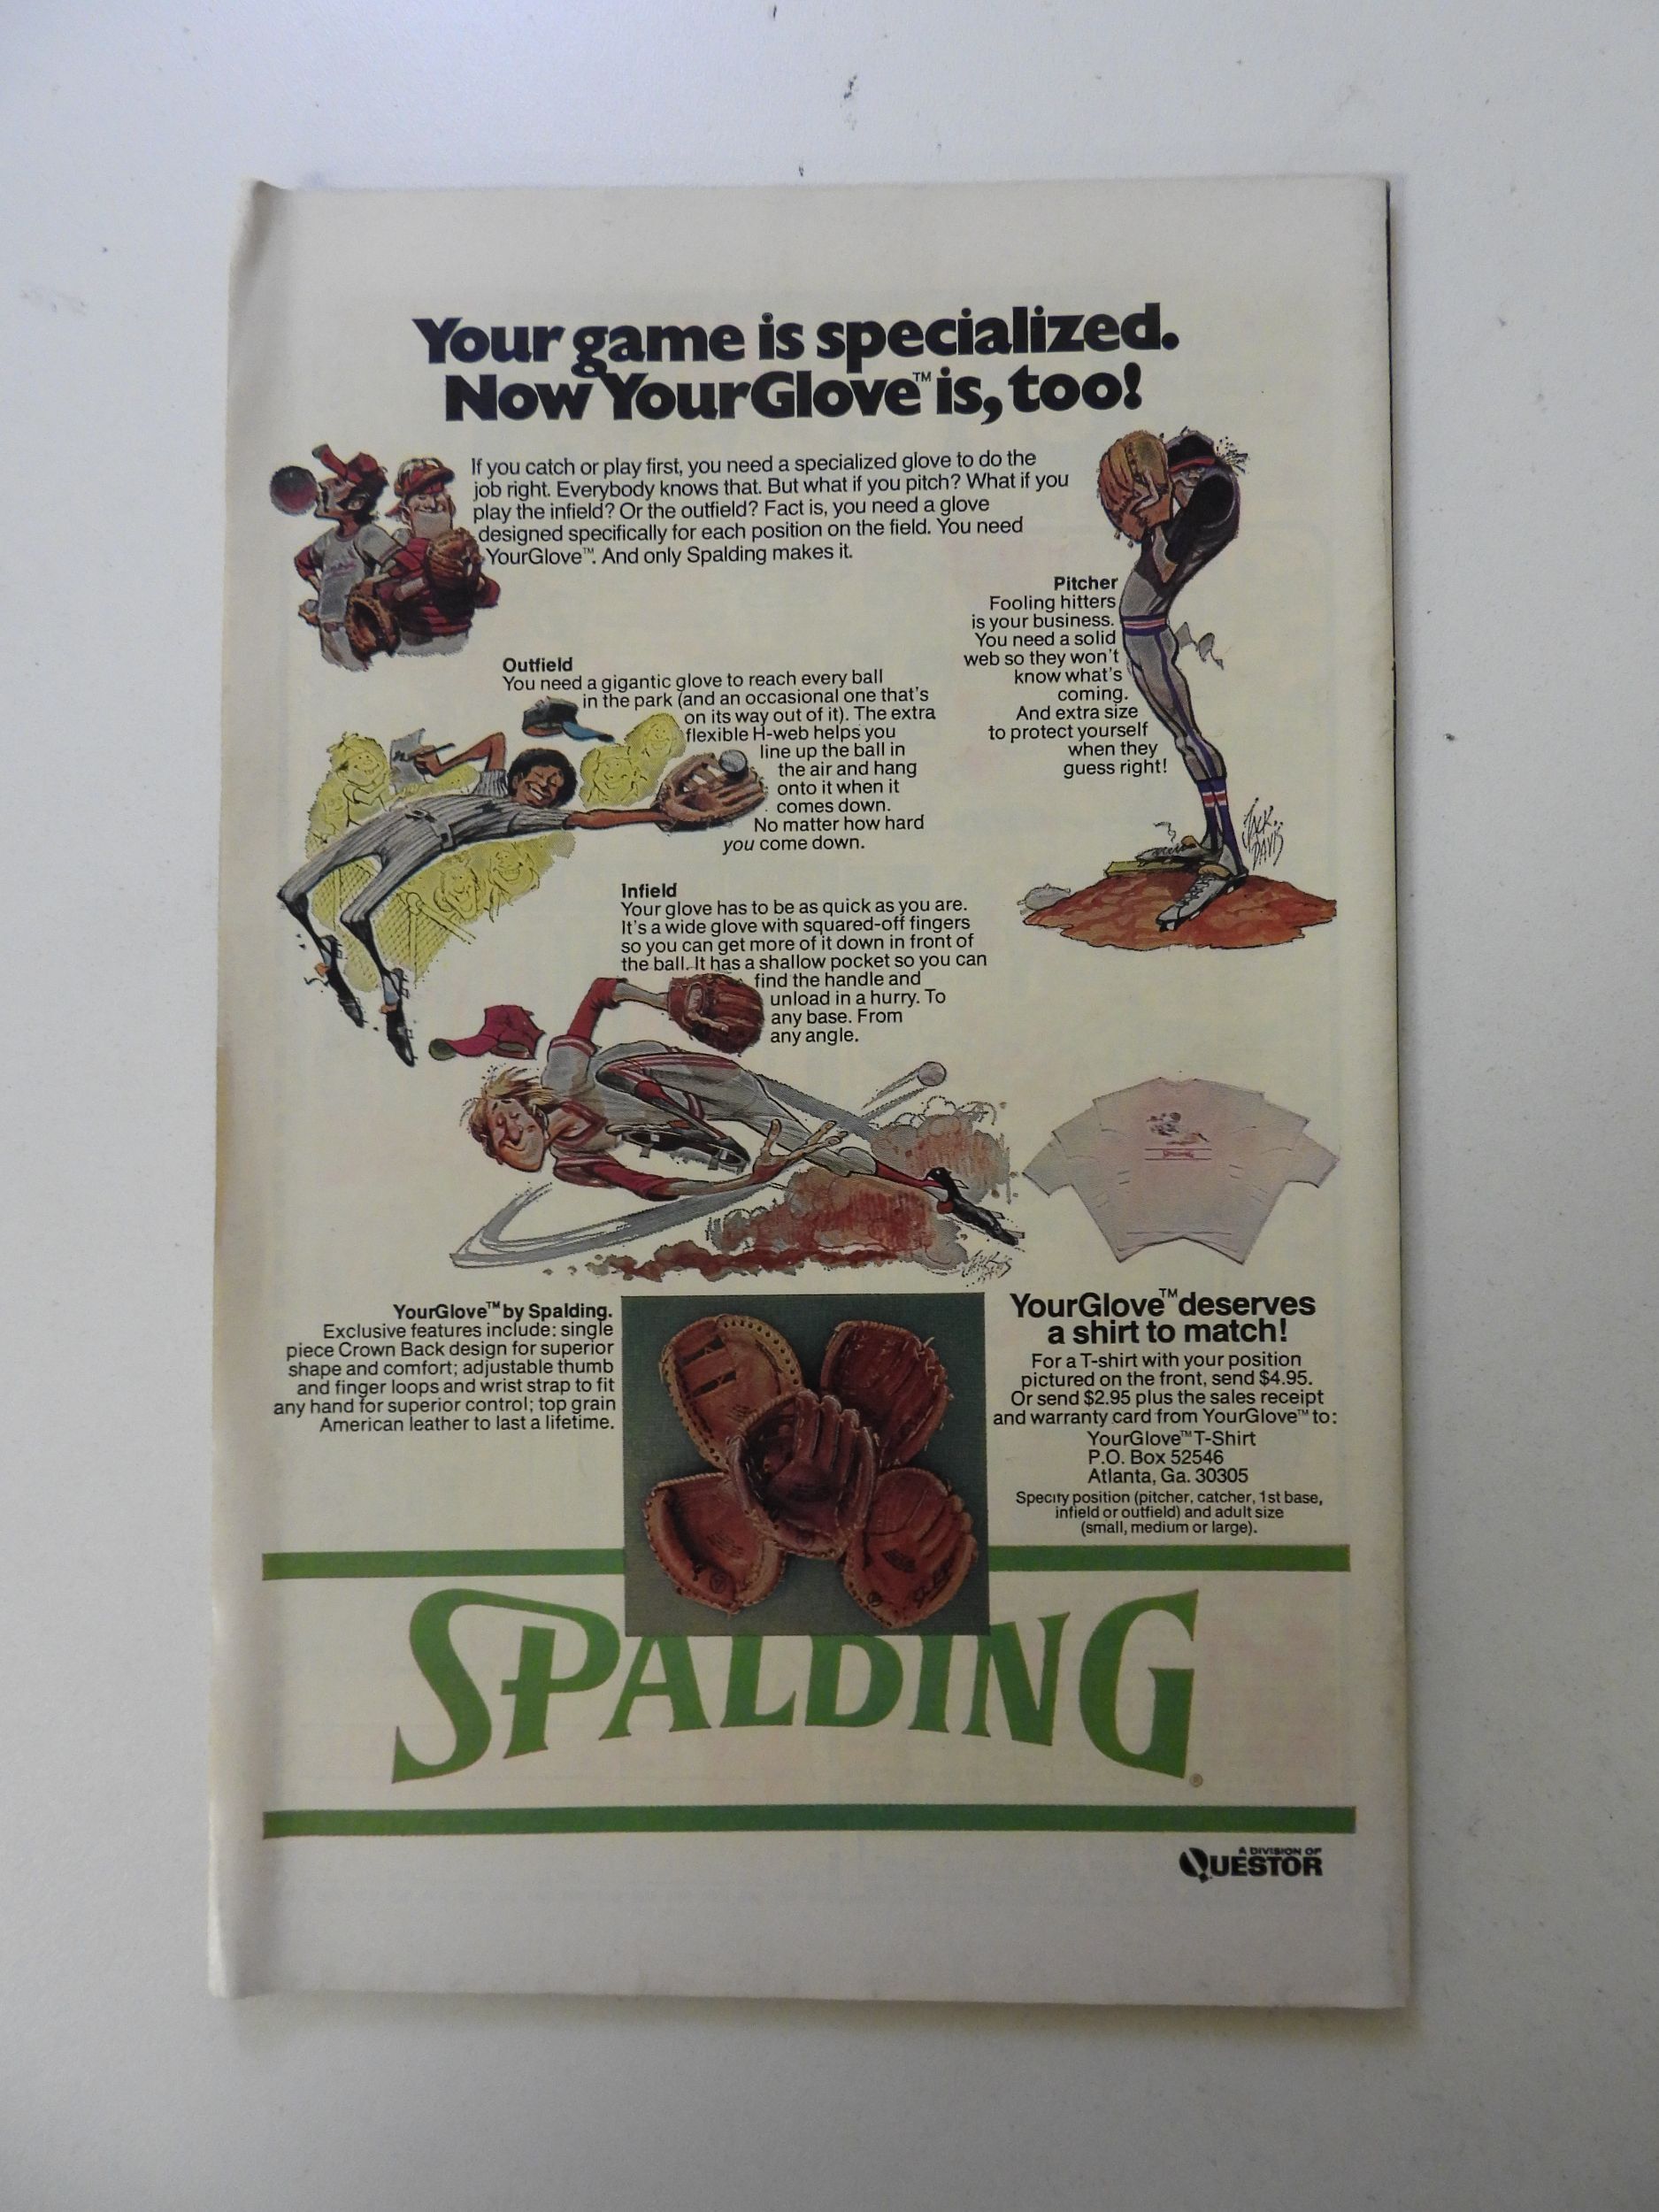 Your game is specialized.
Now YourGlove™ is, too!
If you catch or play first, you need a specialized glove to do the
job right. Everybody knows that. But what if you pitch? What if you
play the infield? Or the outfield? Fact is, you need a glove
designed specifically for each position on the field. You need
YourGlove™. And only Spalding makes it.
Pitcher
Fooling hitters
is your business.
You need a solid
web so they won't
know what's
coming.
And extra size
to protect yourself
when they
guess right!
JACK
DAVIS
Outfield
You need a gigantic glove to reach every ball
in the park (and an occasional one that's
on its way out of it). The extra
flexible H-web helps you
line up the ball in
the air and hang
onto it when it
comes down.
No matter how hard
you come down.
Infield
Your glove has to be as quick as you are.
It's a wide glove with squared-off fingers
so you can get more of it down in front of
the ball. It has a shallow pocket so you can
find the handle and
unload in a hurry. To
any base. From
any angle.
SPALDING
YourGlove™ by Spalding.
Exclusive features include: single
piece Crown Back design for superior
shape and comfort; adjustable thumb
and finger loops and wrist strap to fit
any hand for superior control; top grain
American leather to last a lifetime.
YourGlove™ deserves
a shirt to match!
For a T-shirt with your position
pictured on the front, send $4.95.
Or send $2.95 plus the sales receipt
and warranty card from YourGlove™ to:
YourGlove™ T-Shirt
P.O. Box 52546
Atlanta, Ga. 30305
Specify position (pitcher, catcher, 1st base,
infield or outfield) and adult size
(small, medium or large).
SPALDING®
A DIVISION OF
QUESTOR